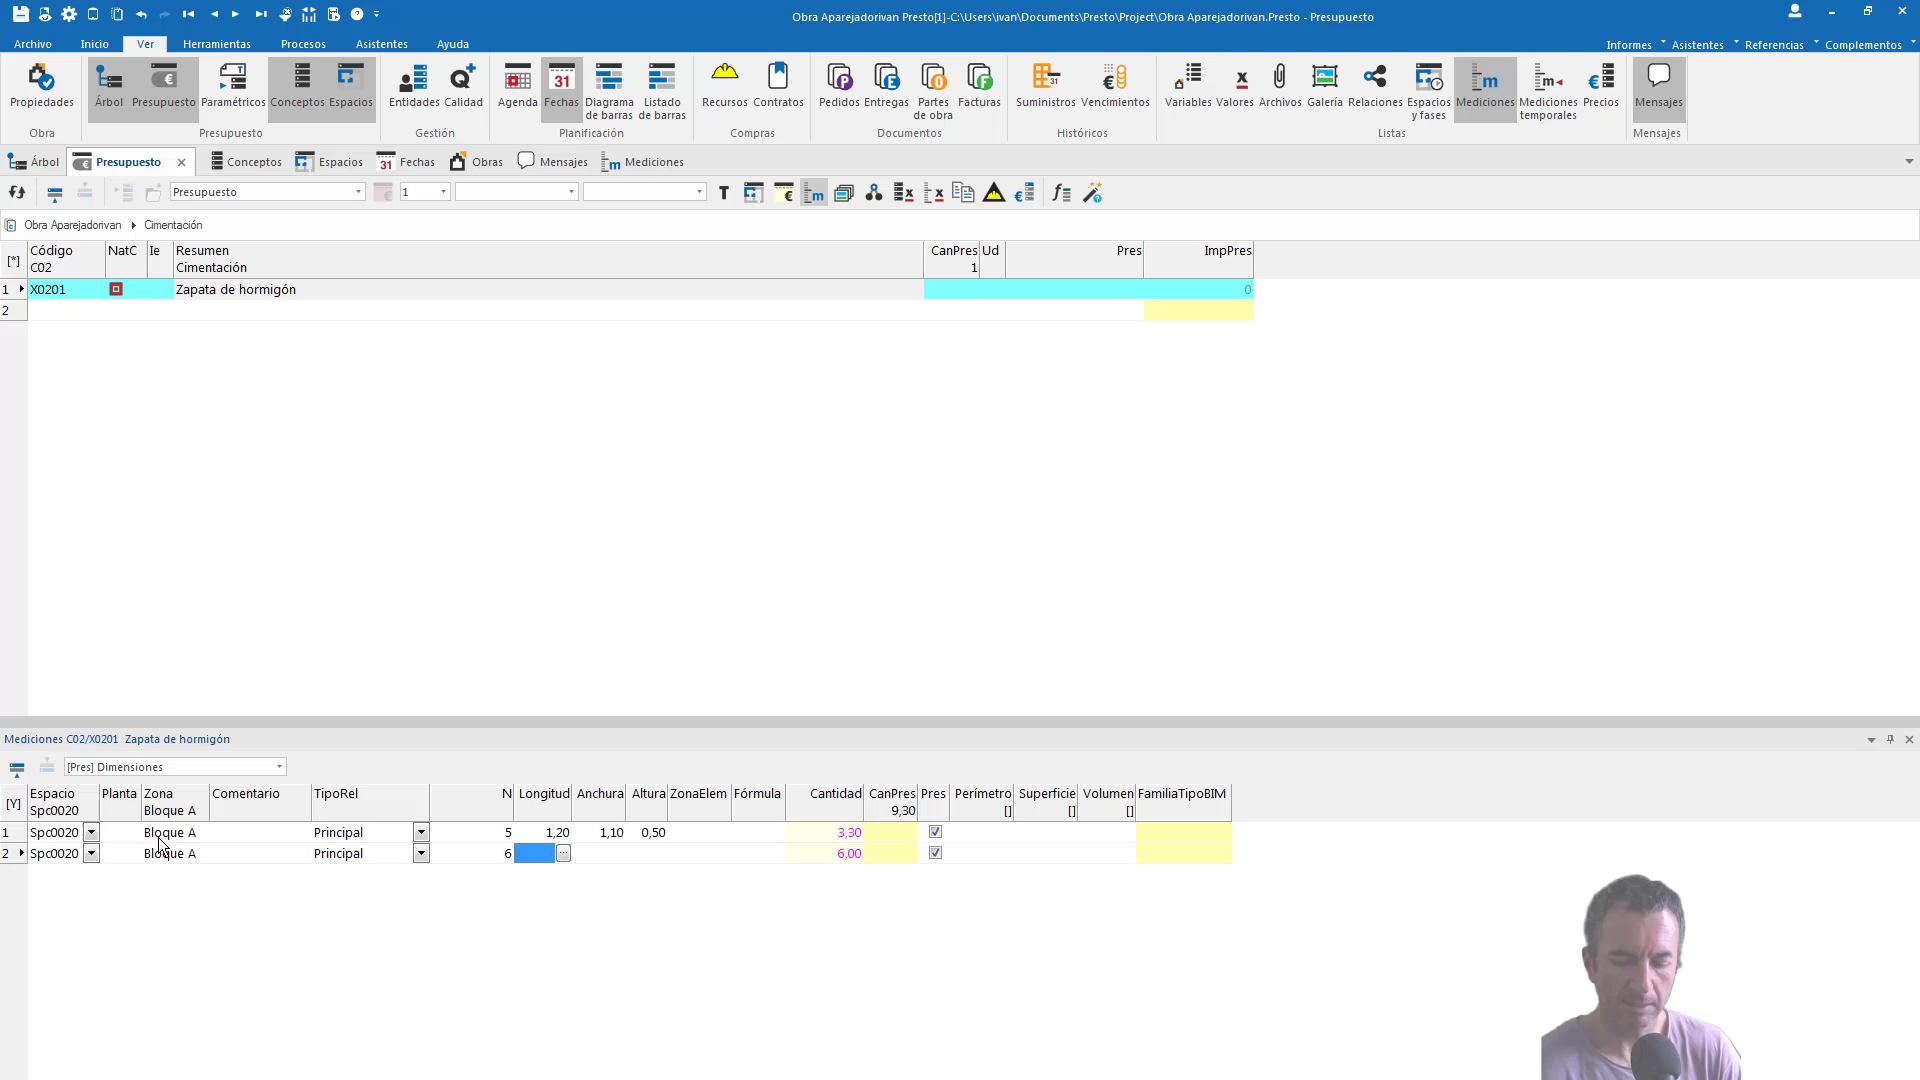 Obra Aparejadorivan Presto[1]-C:\Users\ivan\Documents\Presto\Project\Obra Aparejadorivan.Presto - Presupuesto
Archivo Inicio Ver Herramientas Procesos Asistentes Ayuda Informes Asistentes Referencias Complementos
Propiedades Árbol Presupuesto Paramétricos Conceptos Espacios Entidades Calidad Agenda Fechas Diagrama de barras Listado de barras Recursos Contratos Pedidos Entregas Partes de obra Facturas Suministros Vencimientos Variables Valores Archivos Galería Relaciones Espacios y fases Mediciones Mediciones temporales Precios Mensajes
Obra Presupuesto Gestión Planificación Compras Documentos Históricos Listas Mensajes
Árbol Presupuesto Conceptos Espacios Fechas Obras Mensajes Mediciones
Presupuesto 1
Obra Aparejadorivan Cimentación
Código NatC Ie Resumen CanPres Ud Pres ImpPres
[*] C02 Cimentación 1
1 X0201 Zapata de hormigón 0
2
Mediciones C02/X0201 Zapata de hormigón
[Pres] Dimensiones
Espacio Planta Zona Comentario TipoRel N Longitud Anchura Altura ZonaElem Fórmula Cantidad CanPres Pres Perímetro Superficie Volumen FamiliaTipoBIM
[Y] Spc0020 Bloque A 9,30 [] [] []
1 Spc0020 Bloque A Principal 5 1,20 1,10 0,50 3,30
2 Spc0020 Bloque A Principal 6 6,00